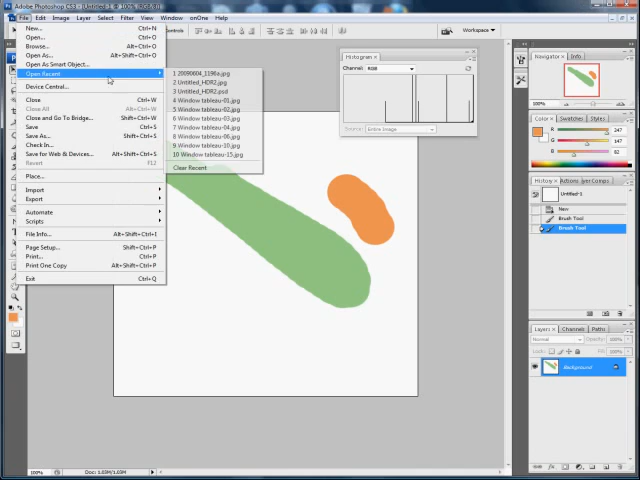 Adobe Photoshop CS3 - [Untitled-1 @ 100% (RGB/8)]
File Edit Image Layer Select Filter View Window onOne Help
Controls
Workspace
New... Ctrl+N
Open... Ctrl+O
Browse... Alt+Ctrl+O
Open As... Alt+Shift+Ctrl+O
Open As Smart Object...
Open Recent
Device Central...
Close Ctrl+W
Close All Alt+Ctrl+W
Close and Go To Bridge... Shift+Ctrl+W
Save Ctrl+S
Save As... Shift+Ctrl+S
Check In...
Save for Web & Devices... Alt+Shift+Ctrl+S
Revert F12
Place...
Import
Export
Automate
Scripts
File Info... Alt+Shift+Ctrl+I
Page Setup... Shift+Ctrl+P
Print... Ctrl+P
Print One Copy Alt+Shift+Ctrl+P
Exit Ctrl+Q
1 20090604_1196a.jpg
2 Untitled_HDR2.jpg
3 Untitled_HDR2.psd
4 Window tableau-01.jpg
5 Window tableau-02.jpg
6 Window tableau-03.jpg
7 Window tableau-04.jpg
8 Window tableau-06.jpg
9 Window tableau-10.jpg
10 Window tableau-15.jpg
Clear Recent
Histogram
Channel: RGB
Source: Entire Image
Navigator Info
100%
Color Swatches Styles
R 247
G 147
B 82
History Actions Layer Comps
Untitled-1
New
Brush Tool
Brush Tool
Layers Channels Paths
Normal Opacity: 100%
Lock: Fill: 100%
Background
100% Doc: 1.03M/1.03M